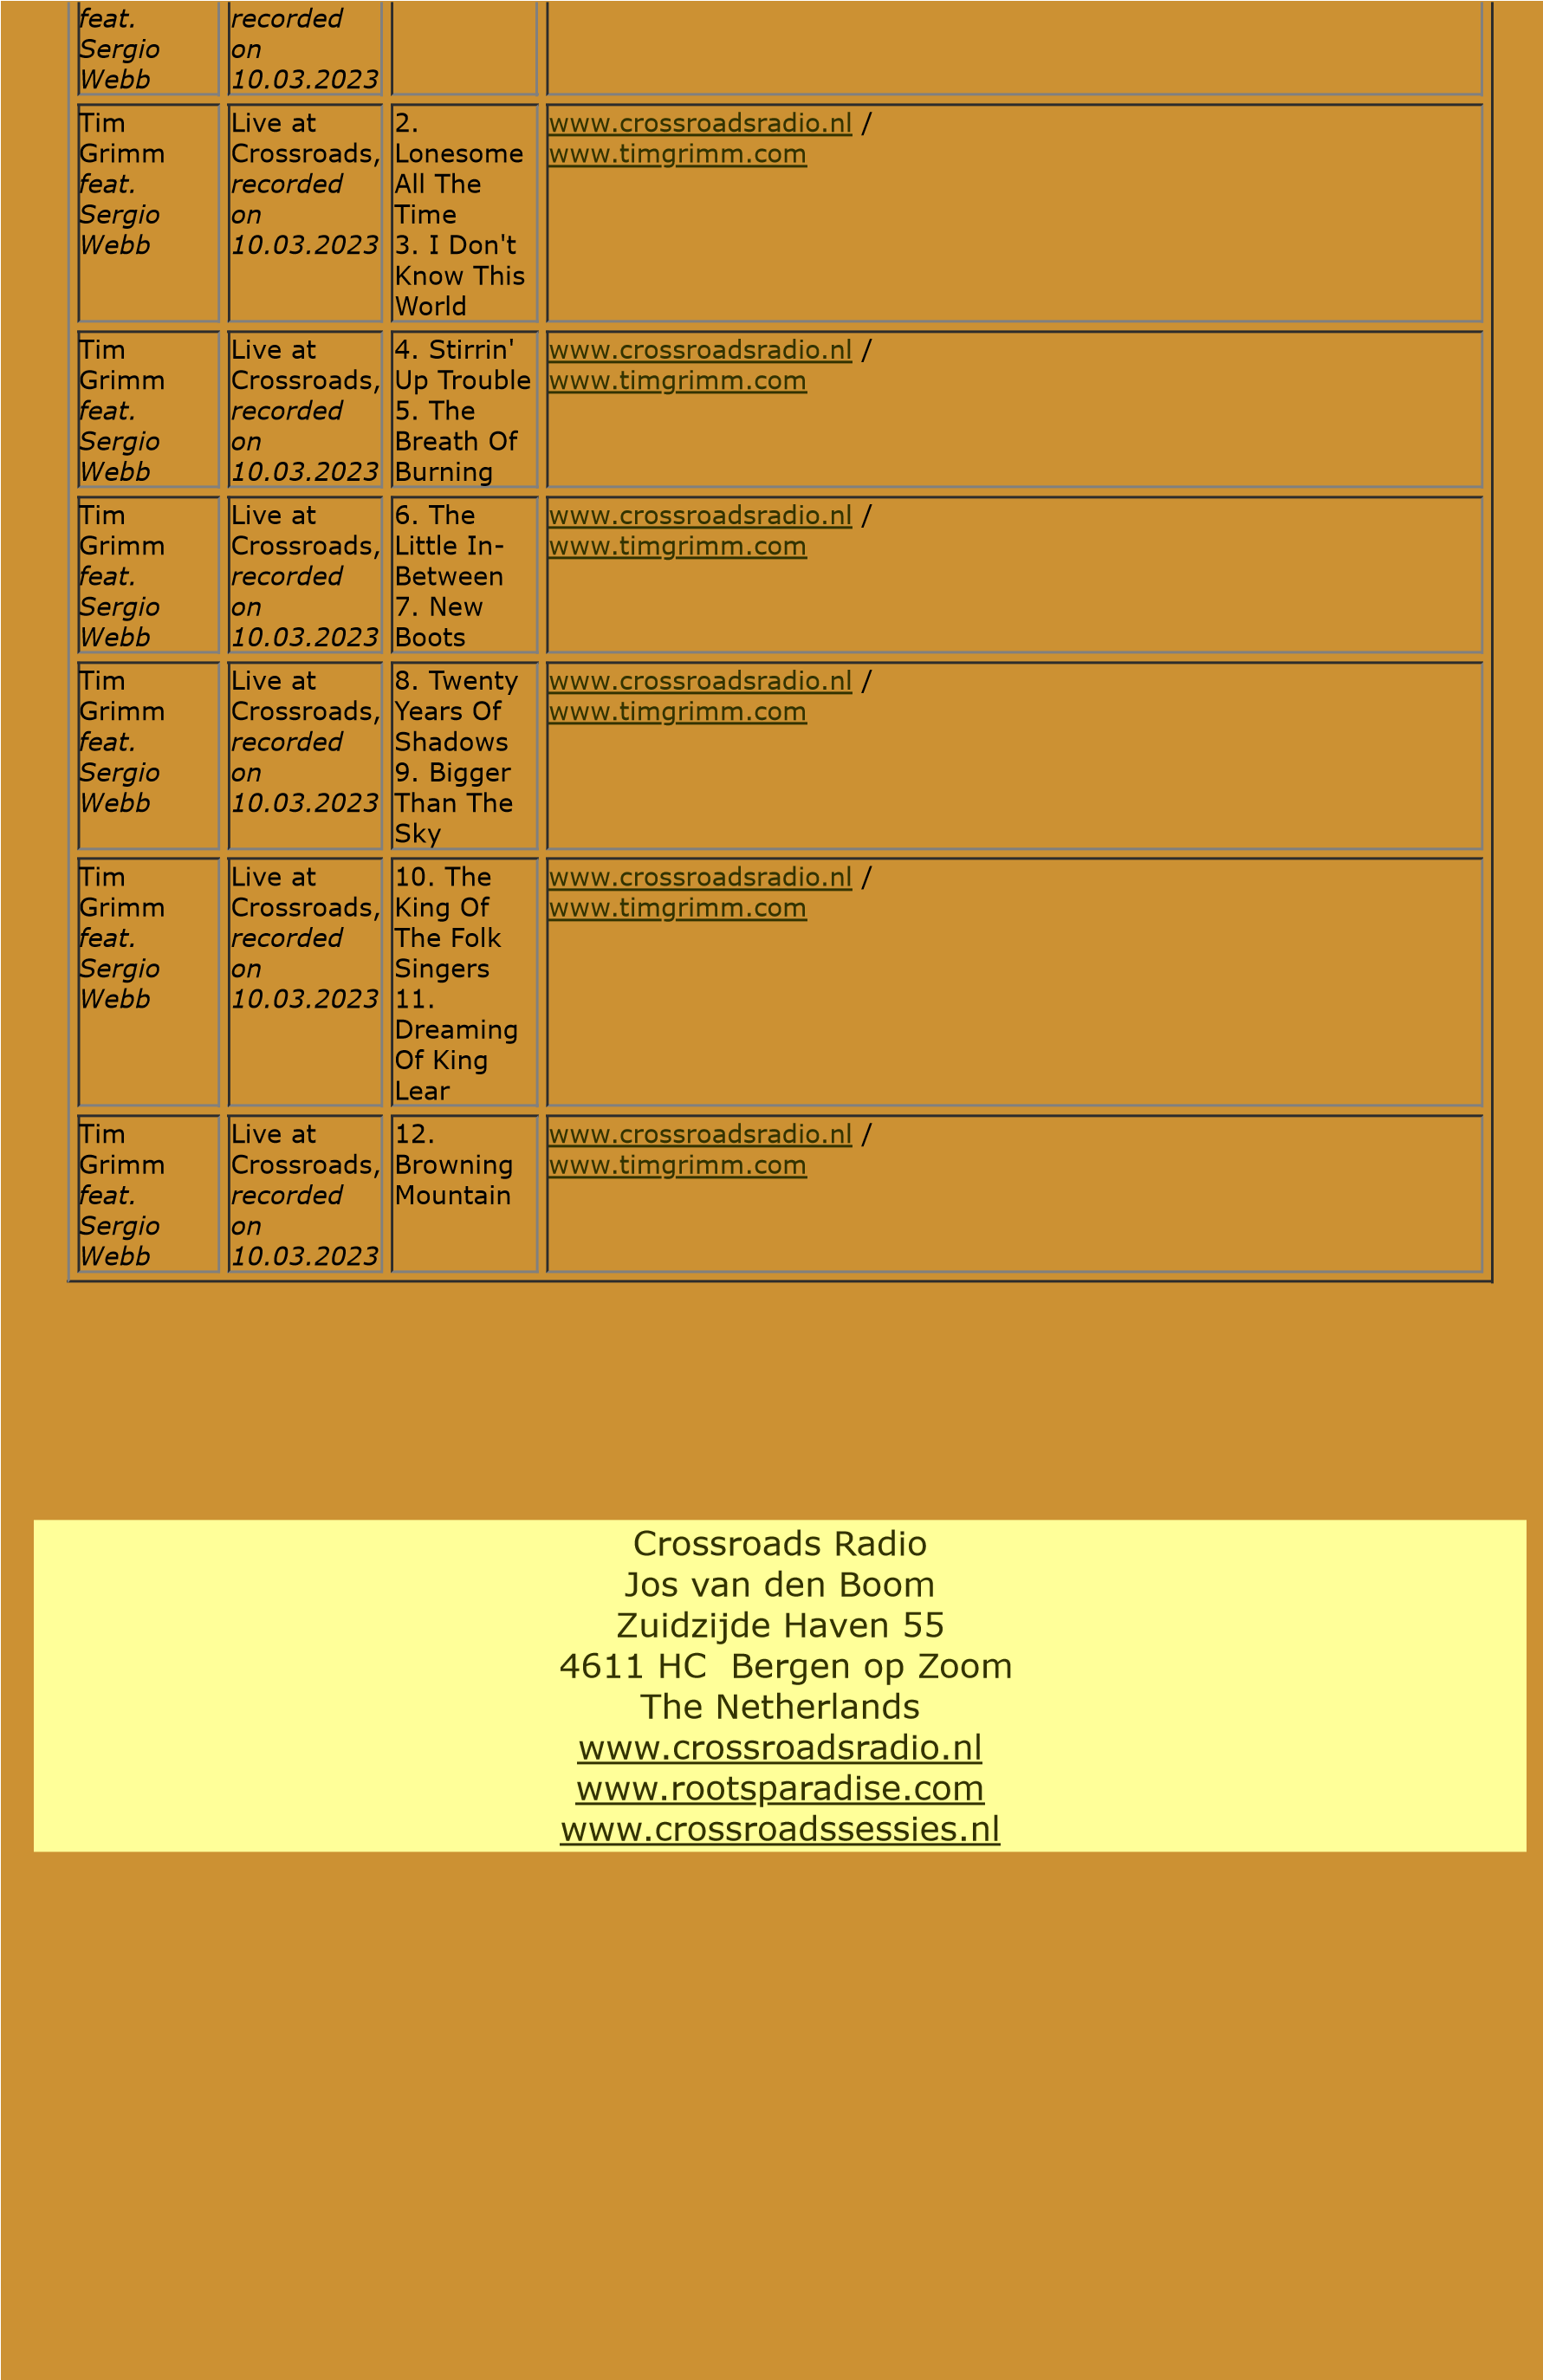 feat.
Sergio
Webb
recorded
on
10.03.2023
Tim
Grimm
feat.
Sergio
Webb
Live at
Crossroads,
recorded
on
10.03.2023
2.
Lonesome
All The
Time
3. I Don't
Know This
World
www.crossroadsradio.nl /
www.timgrimm.com
Tim
Grimm
feat.
Sergio
Webb
Live at
Crossroads,
recorded
on
10.03.2023
4. Stirrin'
Up Trouble
5. The
Breath Of
Burning
www.crossroadsradio.nl /
www.timgrimm.com
Tim
Grimm
feat.
Sergio
Webb
Live at
Crossroads,
recorded
on
10.03.2023
6. The
Little In-
Between
7. New
Boots
www.crossroadsradio.nl /
www.timgrimm.com
Tim
Grimm
feat.
Sergio
Webb
Live at
Crossroads,
recorded
on
10.03.2023
8. Twenty
Years Of
Shadows
9. Bigger
Than The
Sky
www.crossroadsradio.nl /
www.timgrimm.com
Tim
Grimm
feat.
Sergio
Webb
Live at
Crossroads,
recorded
on
10.03.2023
10. The
King Of
The Folk
Singers
11.
Dreaming
Of King
Lear
www.crossroadsradio.nl /
www.timgrimm.com
Tim
Grimm
feat.
Sergio
Webb
Live at
Crossroads,
recorded
on
10.03.2023
12.
Browning
Mountain
www.crossroadsradio.nl /
www.timgrimm.com
Crossroads Radio
Jos van den Boom
Zuidzijde Haven 55
4611 HC  Bergen op Zoom
The Netherlands
www.crossroadsradio.nl
www.rootsparadise.com
www.crossroadssessies.nl